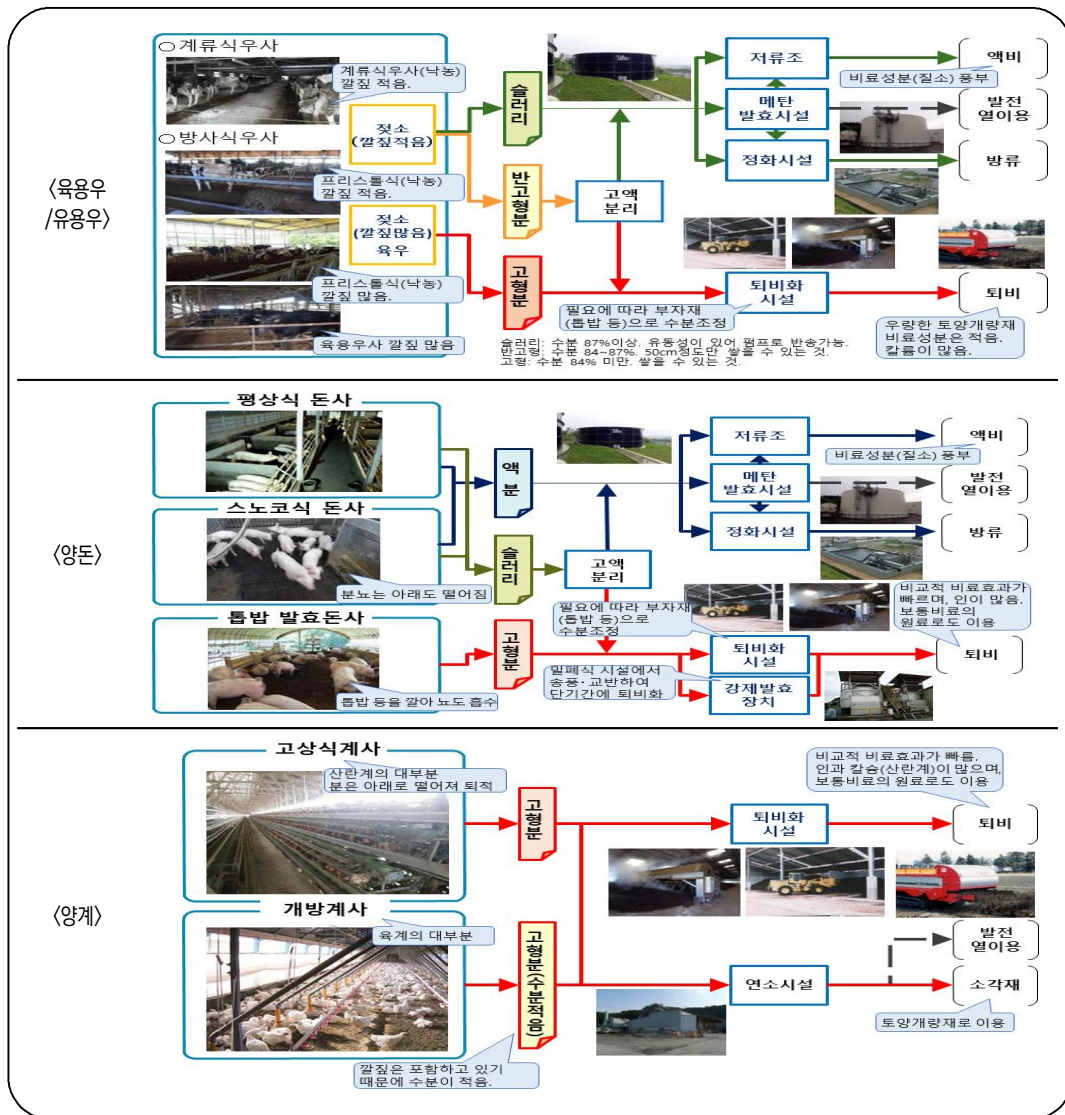 〈육용우
/유용우〉
○ 계류식우사
계류식우사(낙농)
깔짚 적음.
○ 방사식우사
프리스톨식(낙농)
깔짚 적음.
프리스톨식(낙농)
깔짚 많음.
육용우사 깔짚 많음
젖소
(깔짚적음)
젖소
(깔짚많음)
육우
슬러리
반고형분
고형분
고액
분리
저류조
메탄
발효시설
정화시설
퇴비화
시설
필요에 따라 부자재
(톱밥 등)으로 수분조정
액비
비료성분(질소) 풍부
발전
열이용
방류
퇴비
우량한 토양개량재
비료성분은 적음.
칼륨이 많음.
슬러리: 수분 87%이상. 유동성이 있어 펌프로 반송가능.
반고형: 수분 84~87%. 50cm정도만 쌓을 수 있는 것.
고형: 수분 84% 미만. 쌓을 수 있는 것.
〈양돈〉
평상식 돈사
스노코식 돈사
분뇨는 아래도 떨어짐
톱밥 발효돈사
톱밥 등을 깔아 뇨도 흡수
액분
슬러리
고형분
고액
분리
필요에 따라 부자재
(톱밥 등)으로
수분조정
밀폐식 시설에서
송풍·교반하여
단기간에 퇴비화
저류조
메탄
발효시설
정화시설
퇴비화
시설
강제발효
장치
액비
비료성분(질소) 풍부
발전
열이용
방류
비교적 비료효과가
빠르며, 인이 많음.
보통비료의
원료로도 이용
퇴비
〈양계〉
고상식계사
산란계의 대부분
분은 아래로 떨어져 퇴적
개방계사
육계의 대부분
고형분
고형분(수분적음)
깔짚은 포함하고 있기
때문에 수분이 적음.
퇴비화
시설
연소시설
비교적 비료효과가 빠름.
인과 칼슘(산란계)이 많으며,
보통비료의 원료로도 이용
퇴비
발전
열이용
소각재
토양개량재로 이용